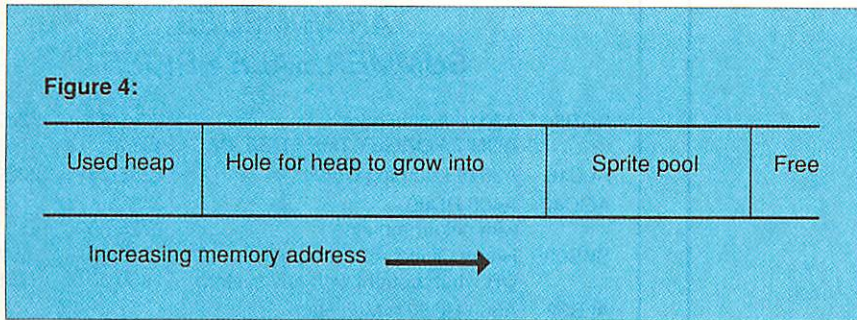 Figure 4:
Used heap Hole for heap to grow into Sprite pool Free
Increasing memory address